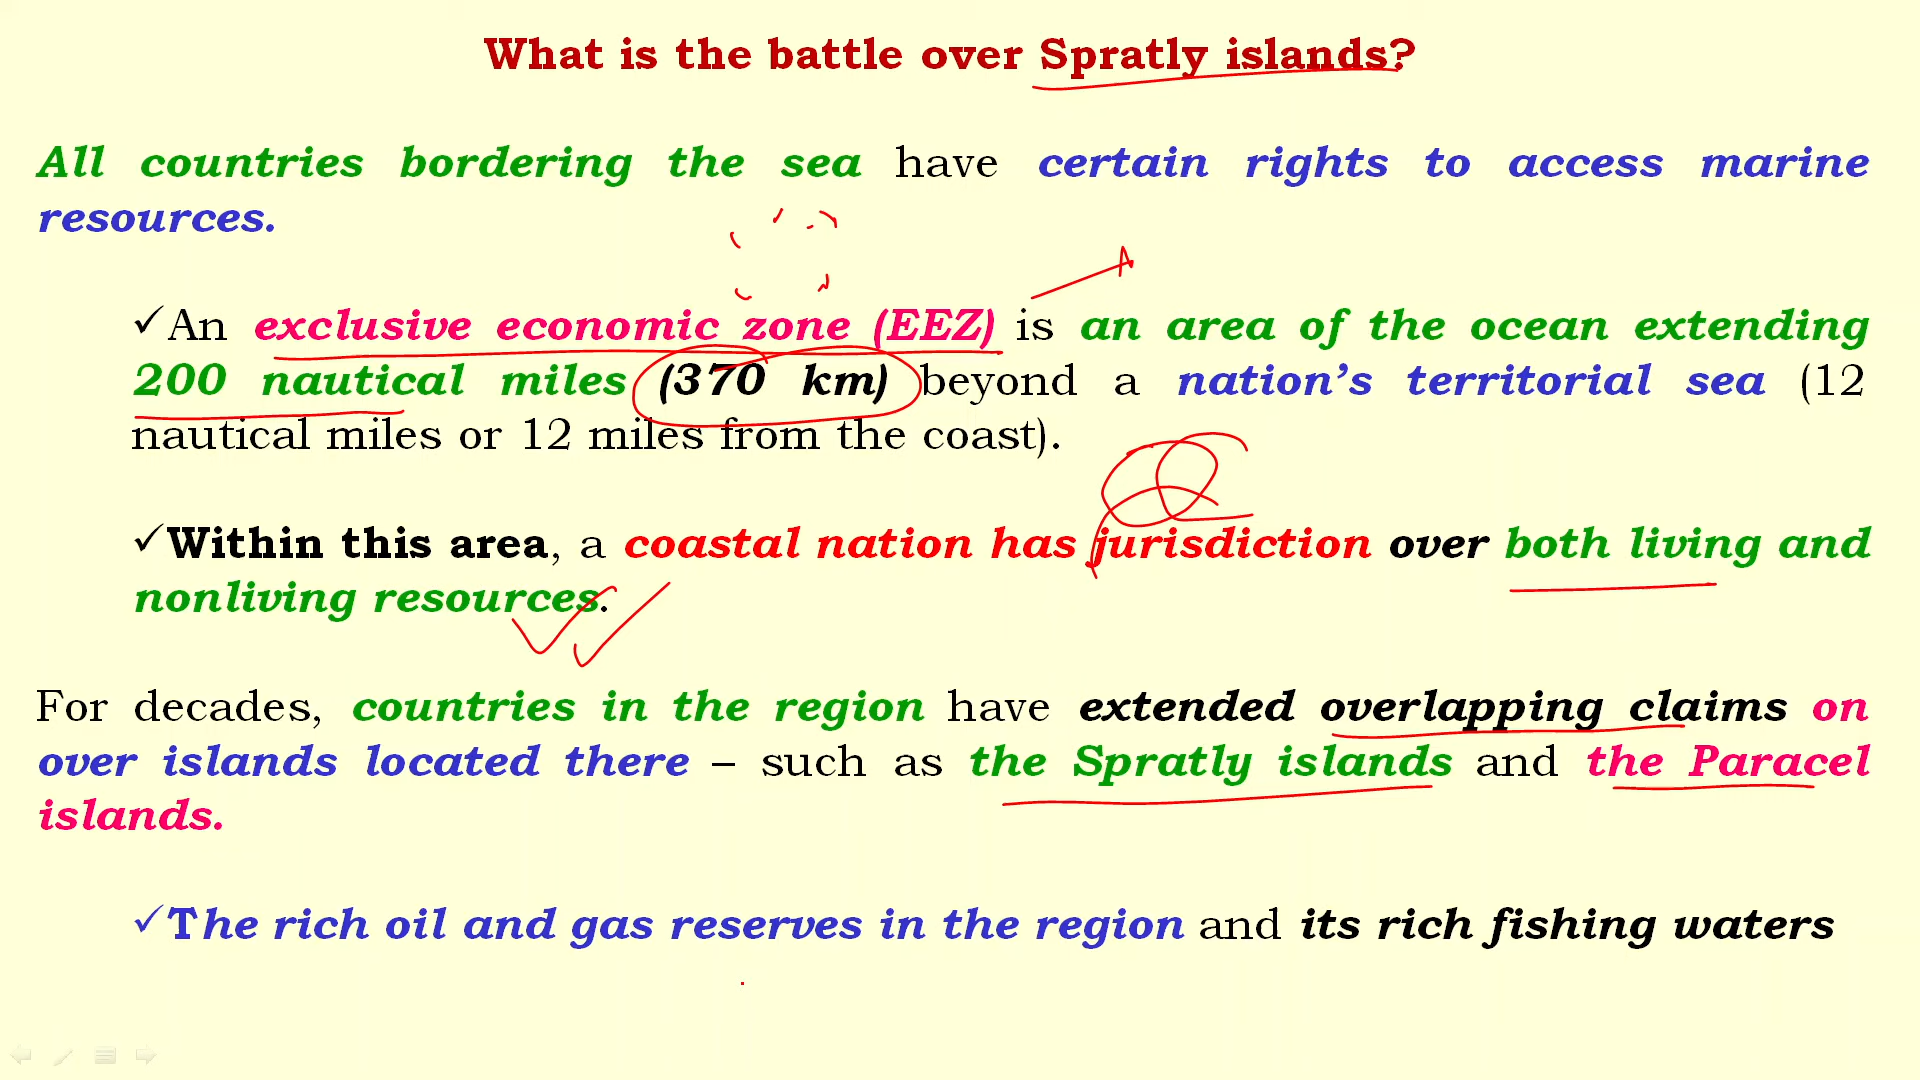 What is the battle over Spratly islands?
All countries bordering the sea have certain rights to access marine
resources.
✓An exclusive economic zone (EEZ) is an area of the ocean extending
200 nautical miles (370 km) beyond a nation’s territorial sea (12
nautical miles or 12 miles from the coast).
✓Within this area, a coastal nation has jurisdiction over both living and
nonliving resources.
For decades, countries in the region have extended overlapping claims on
over islands located there – such as the Spratly islands and the Paracel
islands.
✓The rich oil and gas reserves in the region and its rich fishing waters